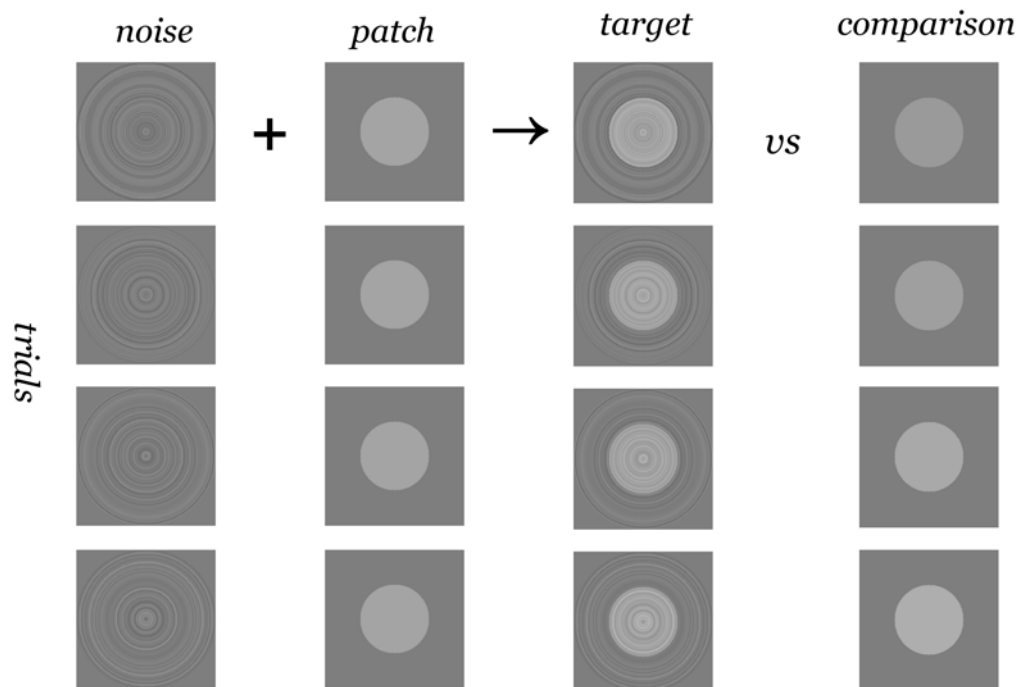 noise patch target comparison
+ → vs
trials